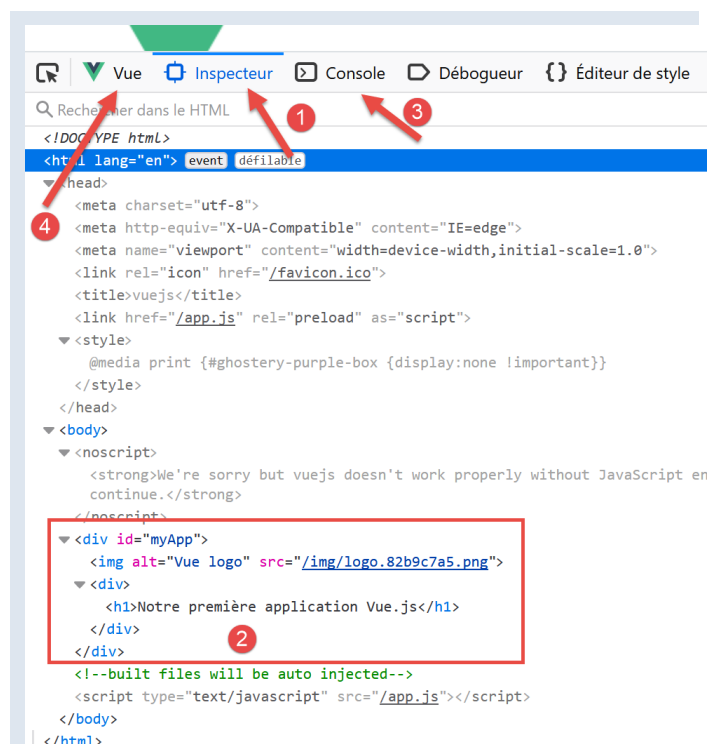 Vue Inspecteur Console Débogueur {} Éditeur de style
1
3
Rechercher dans le HTML
<!DOCTYPE html>
<html lang="en"> event défilable
<head>
4
<meta charset="utf-8">
<meta http-equiv="X-UA-Compatible" content="IE=edge">
<meta name="viewport" content="width=device-width,initial-scale=1.0">
<link rel="icon" href="/favicon.ico">
<title>vuejs</title>
<link href="/app.js" rel="preload" as="script">
<style>
@media print {#ghostery-purple-box {display:none !important}}
</style>
</head>
<body>
<noscript>
<strong>We're sorry but vuejs doesn't work properly without JavaScript en
continue.</strong>
</noscript>
<div id="myApp">
<img alt="Vue logo" src="/img/logo.82b9c7a5.png">
<div>
<h1>Notre première application Vue.js</h1>
</div>
2
</div>
<!--built files will be auto injected-->
<script type="text/javascript" src="/app.js"></script>
</body>
</html>